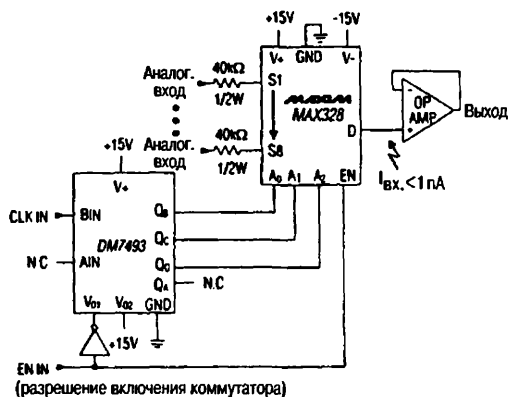 +15V
-15V
40kΩ
V+
GND
V-
Аналог.
вход
S1
1/2W
MAXIM
MAX328
OP
AMP
Выход
40kΩ
D
Аналог.
вход
S8
1/2W
A0 A1 A2 EN
Iвх.<1nA
+15V
V+
CLK IN
BIN
QB
QC
DM7493
N.C
AIN
QD
QA
N.C
V01 V02 GND
+15V
EN IN
(разрешение включения коммутатора)